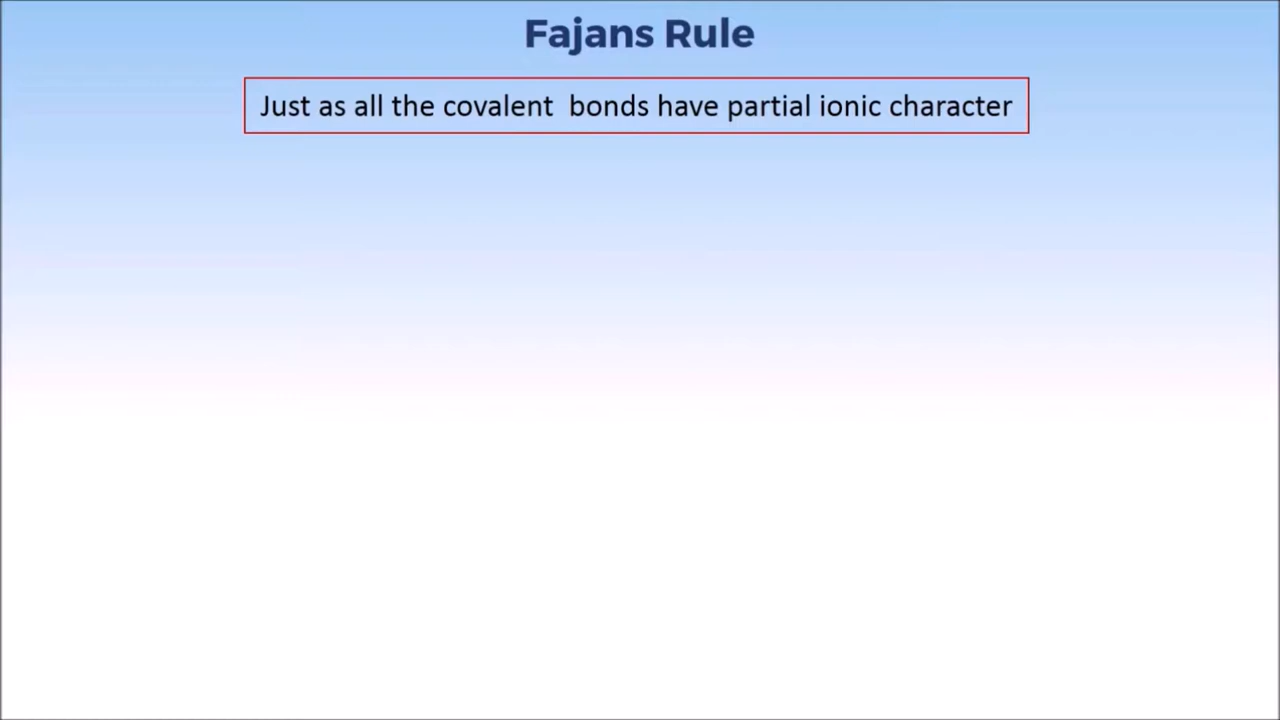 Fajans Rule
Just as all the covalent  bonds have partial ionic character